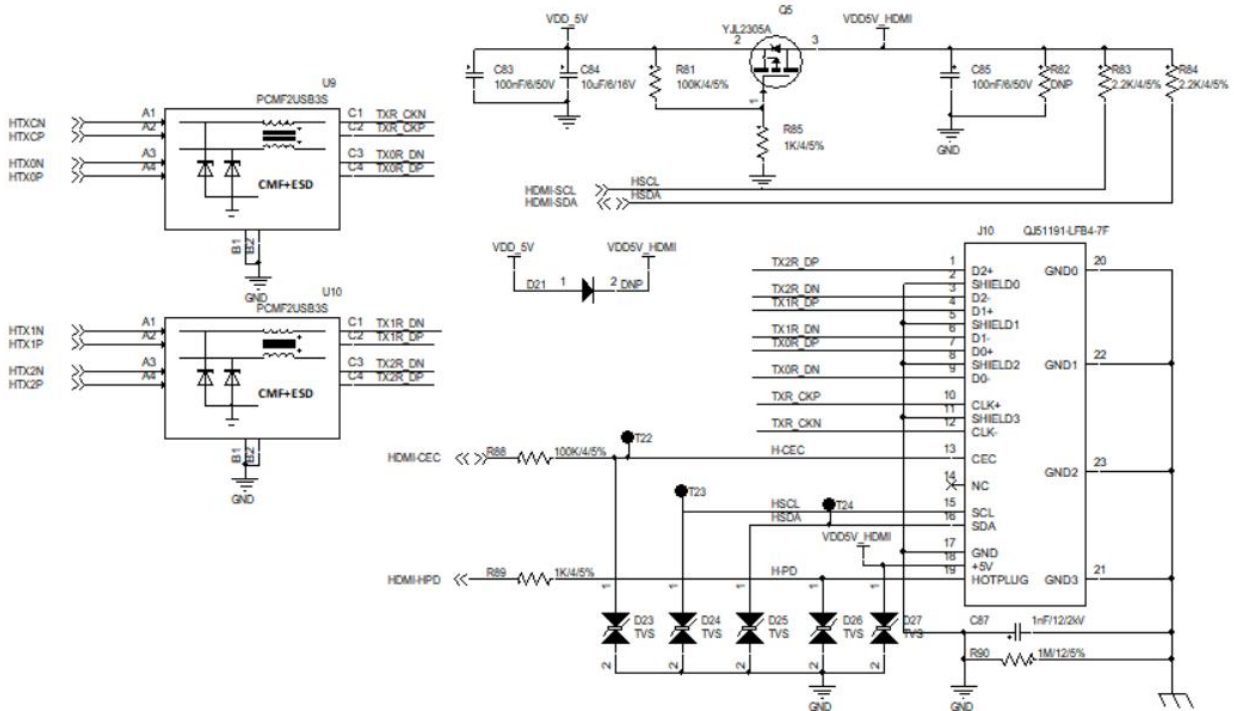 VDD_5V
Q5
YJL2305A
VDD5V_HDMI
2
3
1
C83
100nF/6/50V
C84
10uF/6/16V
R81
100K/4/5%
R85
1K/4/5%
C85
100nF/6/50V
R82
DNP
R83
2.2K/4/5%
R84
2.2K/4/5%
GND
HDMI-SCL
HSCL
HDMI-SDA
HSDA
U9
PCMF2USB3S
HTXCN
A1
C1
TXR_CKN
HTXCP
A2
C2
TXR_CKP
HTX0N
A3
C3
TX0R_DN
HTX0P
A4
C4
TX0R_DP
CMF+ESD
B1
B2
GND
U10
PCMF2USB3S
HTX1N
A1
C1
TX1R_DN
HTX1P
A2
C2
TX1R_DP
HTX2N
A3
C3
TX2R_DN
HTX2P
A4
C4
TX2R_DP
CMF+ESD
B1
B2
GND
VDD_5V
VDD5V_HDMI
D21
1
2
DNP
J10
QJ51191-LFB4-7F
TX2R_DP
1
D2+
2
SHIELD0
TX2R_DN
3
D2-
TX1R_DP
4
D1+
5
SHIELD1
TX1R_DN
6
D1-
TX0R_DP
7
D0+
8
SHIELD2
TX0R_DN
9
D0-
TXR_CKP
10
CLK+
11
SHIELD3
TXR_CKN
12
CLK-
H-CEC
13
CEC
14
NC
HSCL
15
SCL
HSDA
16
SDA
17
GND
VDD5V_HDMI
18
+5V
H-PD
19
HOTPLUG
GND0
20
GND1
22
GND2
23
GND3
21
HDMI-CEC
R88
100K/4/5%
T22
T23
T24
HDMI-HPD
R89
1K/4/5%
1
1
1
1
1
D23
TVS
D24
TVS
D25
TVS
D26
TVS
D27
TVS
2
2
2
2
2
GND
C87
1nF/12/2kV
R90
1M/12/5%
GND